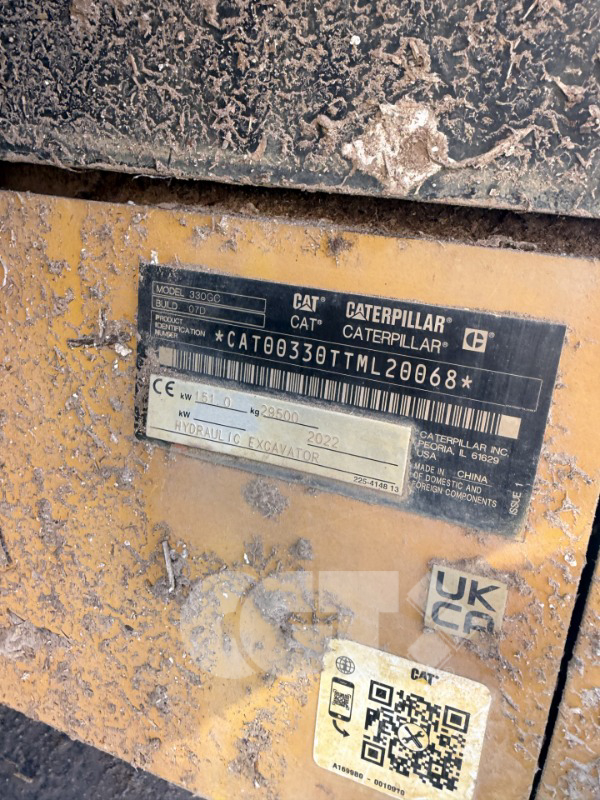 MODEL 330GC
BUILD 07D
CAT® CATERPILLAR®
CAT® CATERPILLAR®
PRODUCT
IDENTIFICATION
NUMBER
*CAT00330TTML20068*
CE kW 151.0 kg 29500
kW 2022
HYDRAULIC EXCAVATOR
225-4148 13
CATERPILLAR INC.
PEORIA, IL 61629
USA
MADE IN CHINA
OF DOMESTIC AND
FOREIGN COMPONENTS
ISSUE 1
UK
CA
CAT